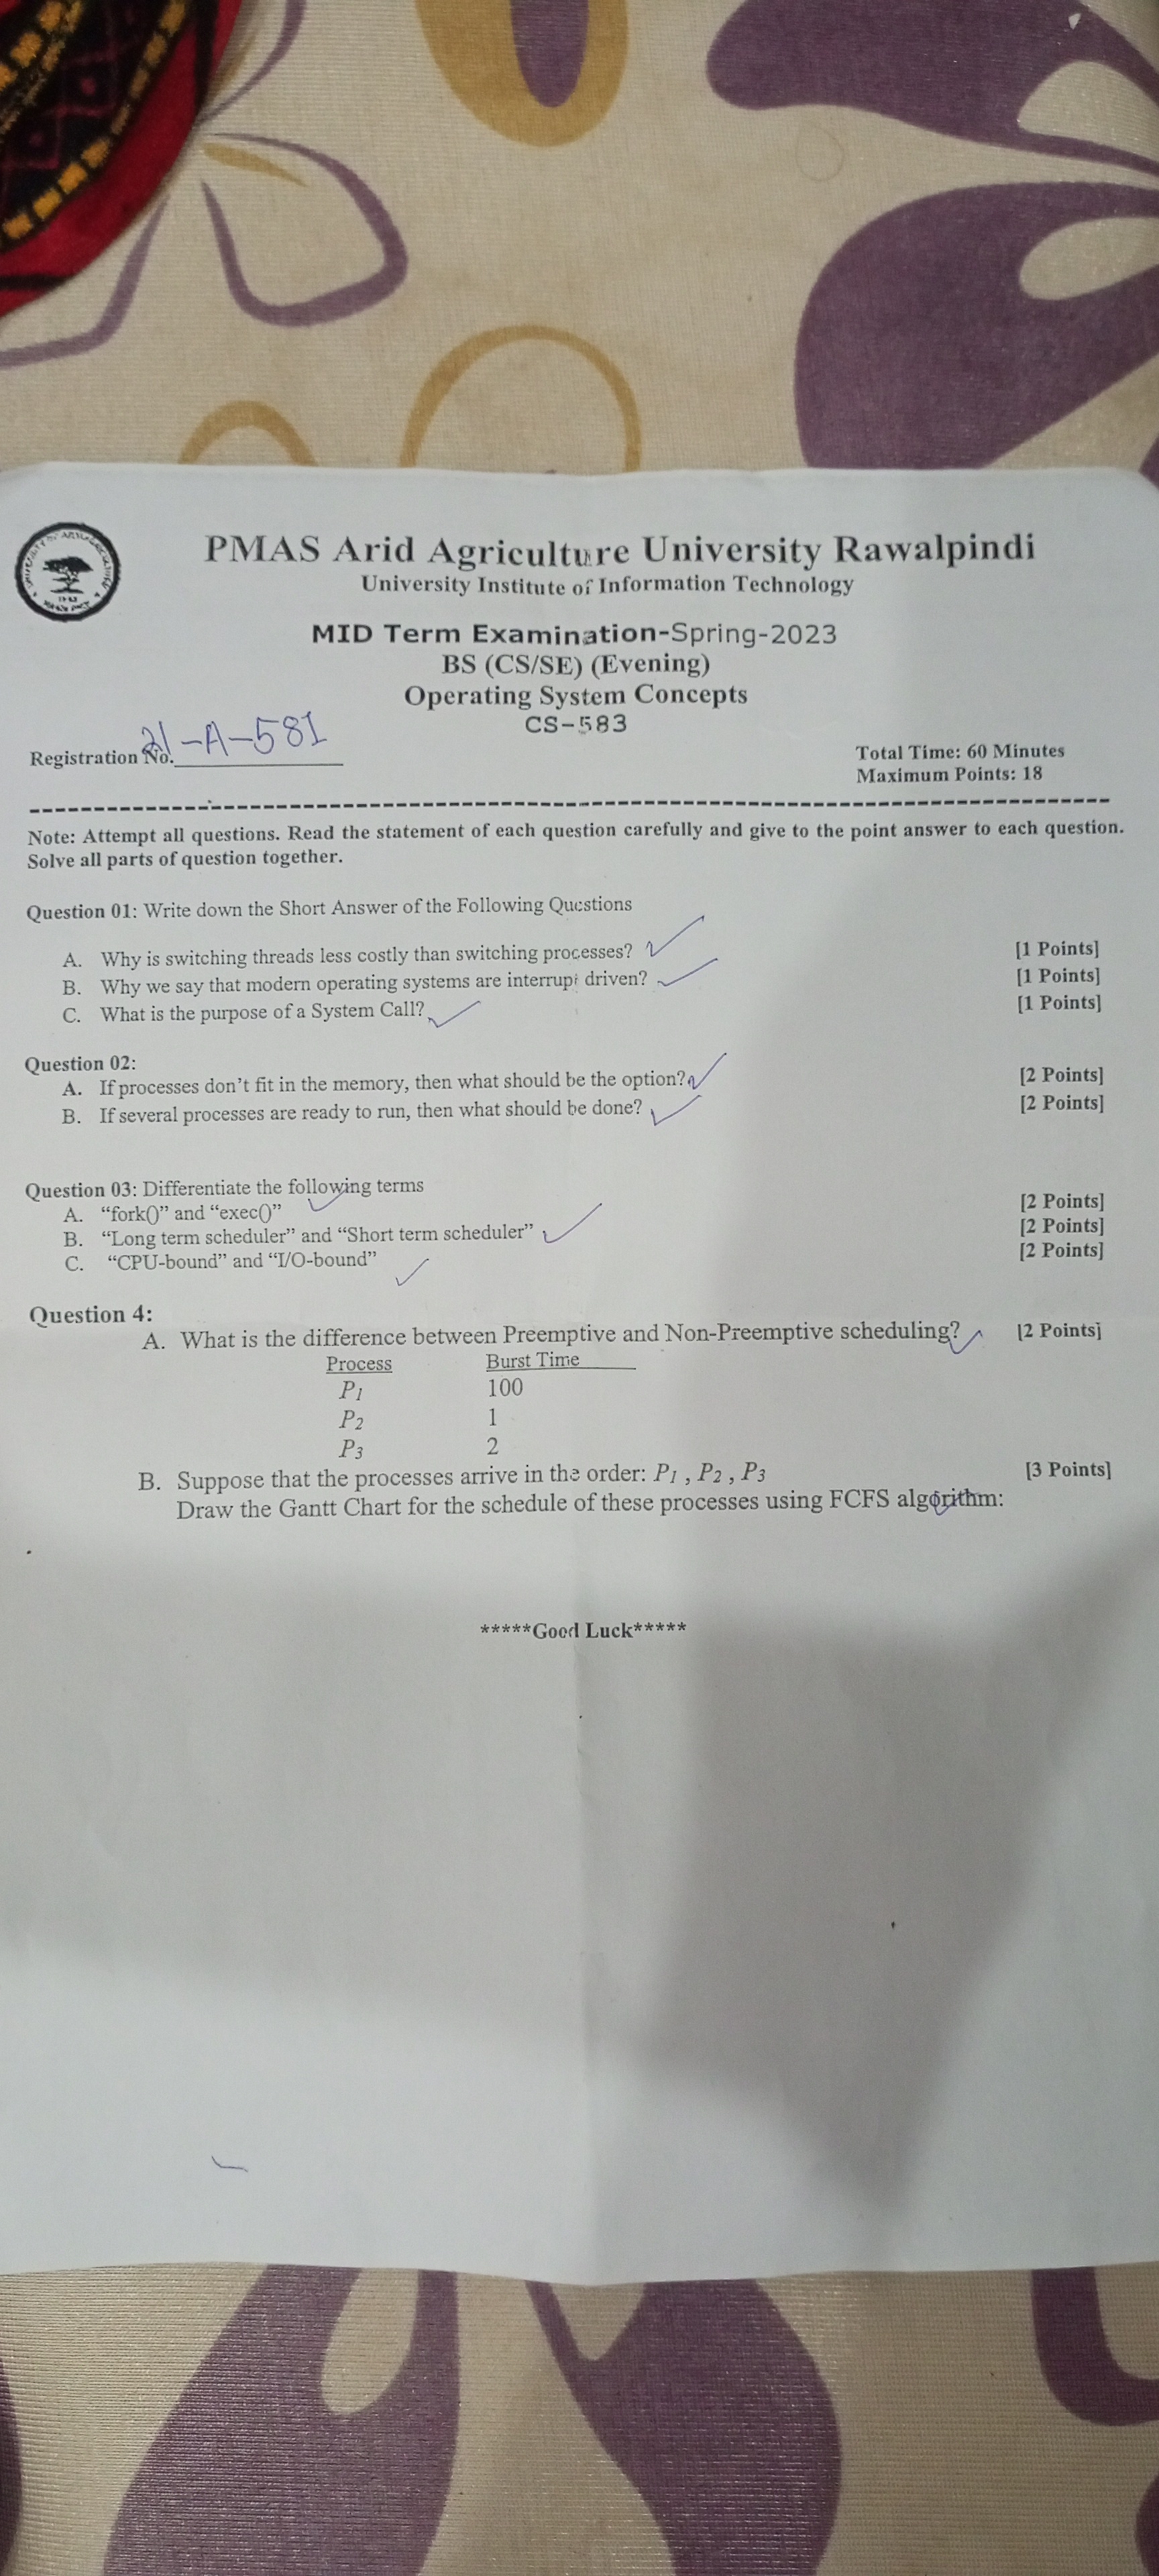 PMAS Arid Agriculture University Rawalpindi
University Institute of Information Technology
MID Term Examination-Spring-2023
BS (CS/SE) (Evening)
Operating System Concepts
CS-583
Registration No. 21-A-581
Total Time: 60 Minutes
Maximum Points: 18
Note: Attempt all questions. Read the statement of each question carefully and give to the point answer to each question.
Solve all parts of question together.
Question 01: Write down the Short Answer of the Following Questions
A. Why is switching threads less costly than switching processes? [1 Points]
B. Why we say that modern operating systems are interrupt driven? [1 Points]
C. What is the purpose of a System Call? [1 Points]
Question 02:
A. If processes don't fit in the memory, then what should be the option? [2 Points]
B. If several processes are ready to run, then what should be done? [2 Points]
Question 03: Differentiate the following terms
A. “fork()” and “exec()” [2 Points]
B. “Long term scheduler” and “Short term scheduler” [2 Points]
C. “CPU-bound” and “I/O-bound” [2 Points]
Question 4:
A. What is the difference between Preemptive and Non-Preemptive scheduling? [2 Points]
Process Burst Time
P1 100
P2 1
P3 2
B. Suppose that the processes arrive in the order: P1 , P2 , P3 [3 Points]
Draw the Gantt Chart for the schedule of these processes using FCFS algorithm:
*****Good Luck*****